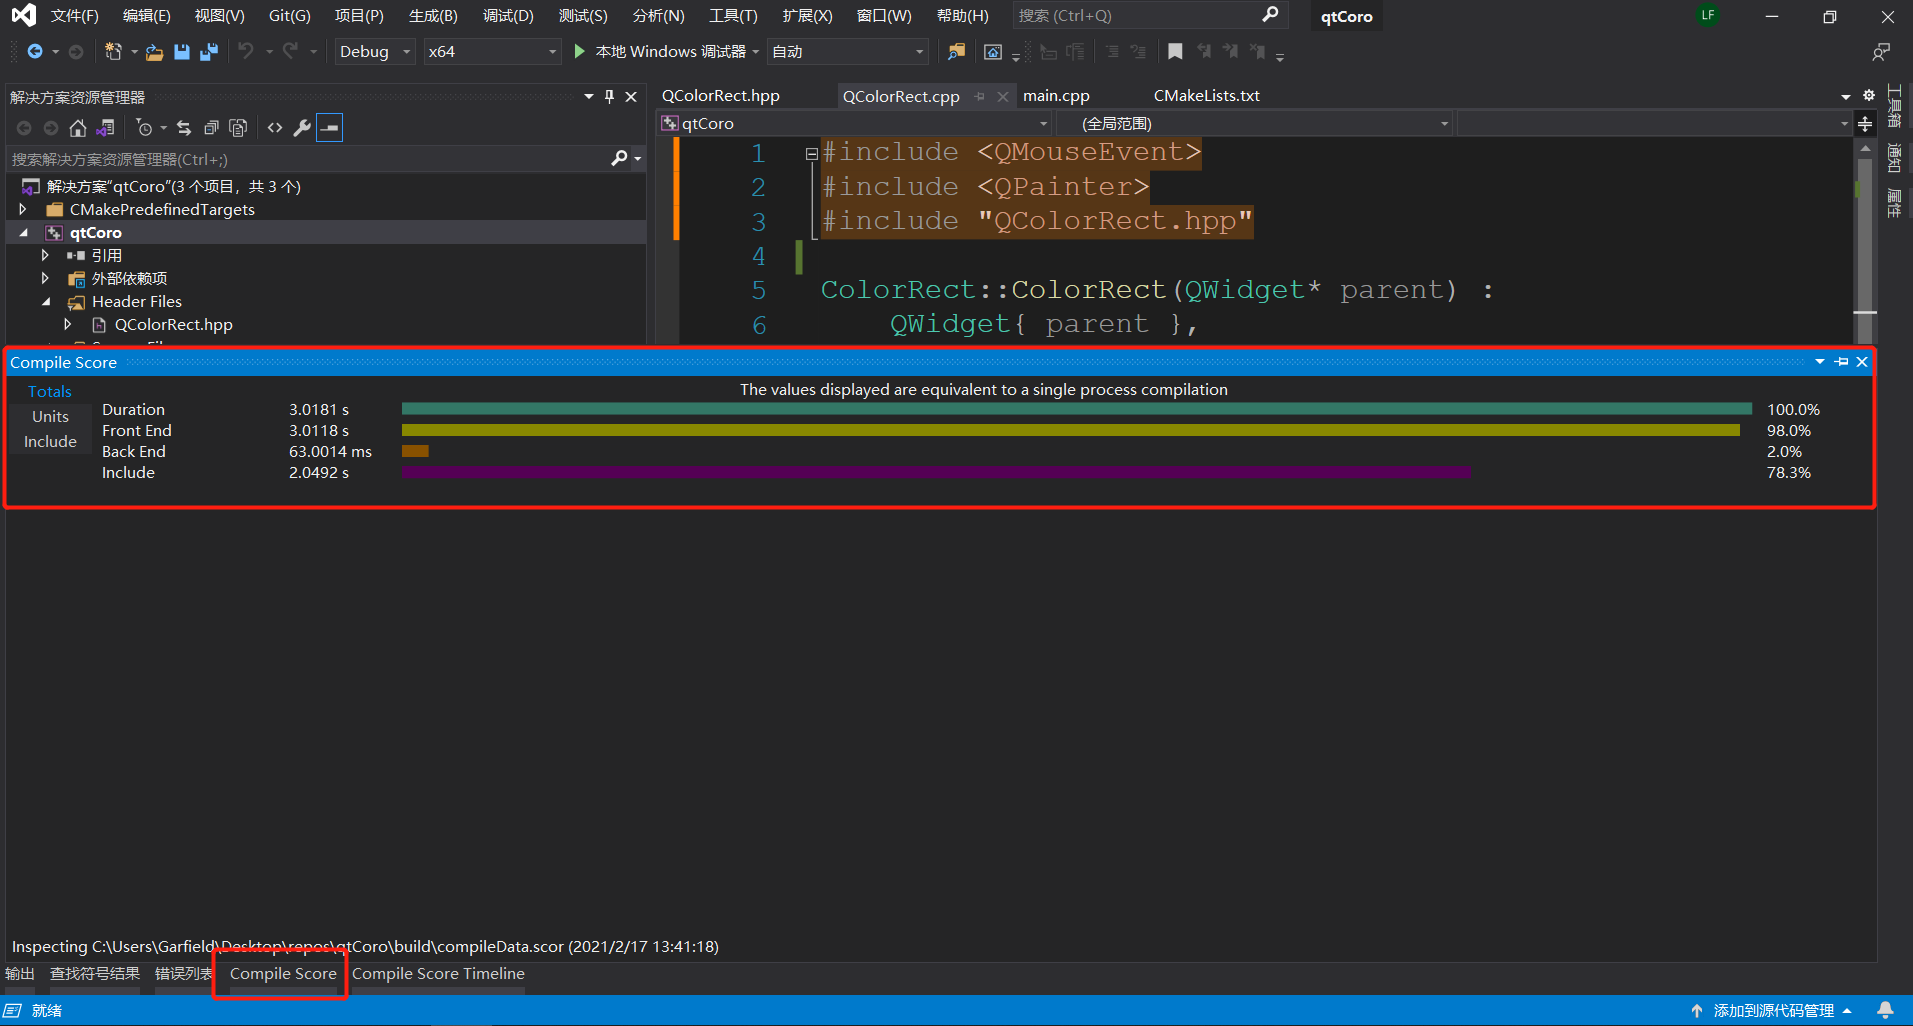 文件(F) 编辑(E) 视图(V) Git(G) 项目(P) 生成(B) 调试(D) 测试(S) 分析(N) 工具(T) 扩展(X) 窗口(W) 帮助(H) 搜索 (Ctrl+Q) qtCoro LF
Debug x64 本地 Windows 调试器 自动
解决方案资源管理器
搜索解决方案资源管理器(Ctrl+;)
解决方案"qtCoro"(3 个项目，共 3 个)
CMakePredefinedTargets
qtCoro
引用
外部依赖项
Header Files
QColorRect.hpp
QColorRect.hpp QColorRect.cpp main.cpp CMakeLists.txt
qtCoro (全局范围)
1 #include <QMouseEvent>
2 #include <QPainter>
3 #include "QColorRect.hpp"
4
5 ColorRect::ColorRect(QWidget* parent) :
6 QWidget{ parent },
工具箱
通知
属性
Compile Score
Totals
Units
Include
The values displayed are equivalent to a single process compilation
Duration 3.0181 s 100.0%
Front End 3.0118 s 98.0%
Back End 63.0014 ms 2.0%
Include 2.0492 s 78.3%
Inspecting C:\Users\Garfield\Desktop\repos\qtCoro\build\compileData.scor (2021/2/17 13:41:18)
输出 查找符号结果 错误列表 Compile Score Compile Score Timeline
就绪 添加到源代码管理